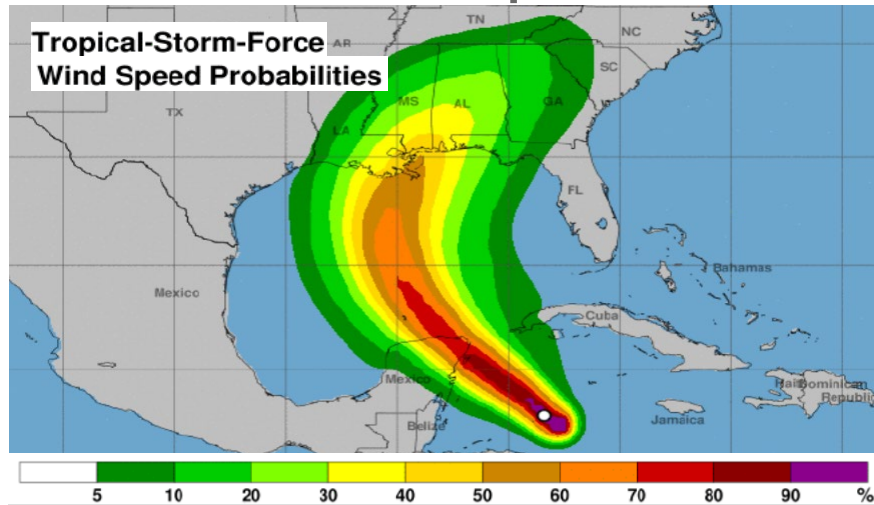 Tropical-Storm-Force
Wind Speed Probabilities
TN
NC
AR
SC
MS
AL
GA
TX
LA
FL
Bahamas
Mexico
Cuba
Mexico
Haiti
Dominican
Republic
Belize
Jamaica
5 10 20 30 40 50 60 70 80 90 %